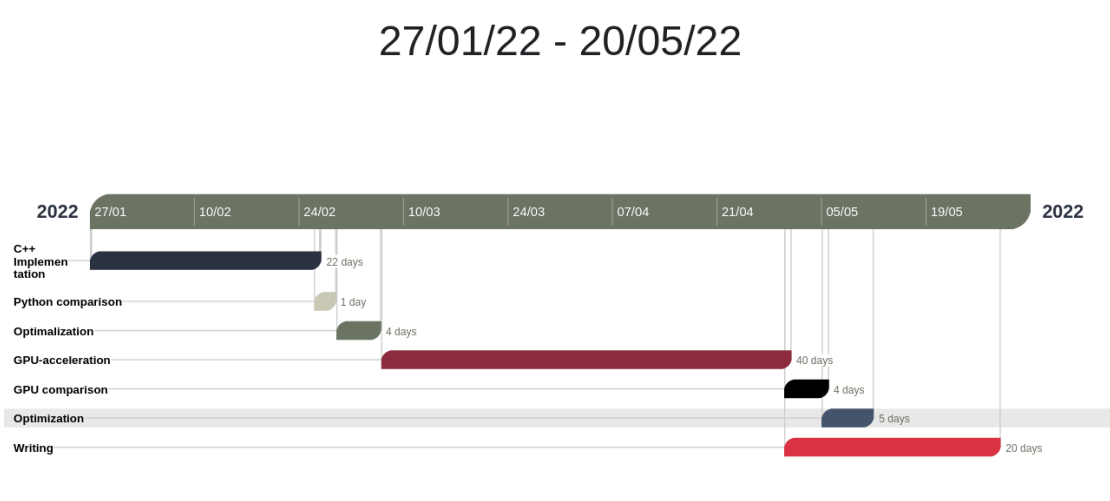 27/01/22 - 20/05/22
2022 27/01 10/02 24/02 10/03 24/03 07/04 21/04 05/05 19/05 2022
C++
Implemen
tation
22 days
Python comparison 1 day
Optimalization 4 days
GPU-acceleration 40 days
GPU comparison 4 days
Optimization 5 days
Writing 20 days